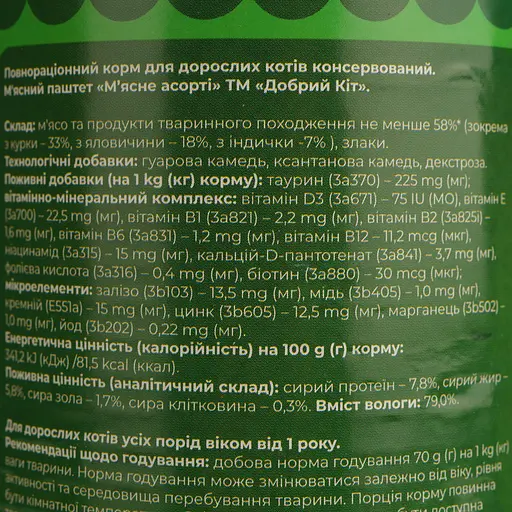 Повнораціонний корм для дорослих котів консервований.
М'ясний паштет «М'ясне асорті» ТМ «Добрий Кіт».
Склад: м'ясо та продукти тваринного походження не менше 58%* (зокрема
з курки – 33%, з яловичини – 18%, з індички -7% ), злаки.
Технологічні добавки: гуарова камедь, ксантанова камедь, декстроза.
Поживні добавки (на 1 kg (кг) корму): таурин (3а370) – 225 mg (мг);
вітамінно-мінеральний комплекс: вітамін D3 (3а671) – 75 IU (МО), вітамін Е
(3а700) – 22,5 mg (мг), вітамін В1 (3а821) – 2,2 mg (мг), вітамін В2 (3а825i) –
1,6 mg (мг), вітамін В6 (3а831) – 1,2 mg (мг), вітамін В12 – 11,2 mcg (мкг),
ніацинамід (3а315) – 15 mg (мг), кальцій-D-пантотенат (3а841) – 3,7 mg (мг),
фолієва кислота (3а316) – 0,4 mg (мг), біотин (3а880) – 30 mcg (мкг);
мікроелементи: залізо (3b103) – 13,5 mg (мг), мідь (3b405) – 1,0 mg (мг),
кремній (Е551а) – 15 mg (мг), цинк (3b605) – 12,5 mg (мг), марганець (3b502) –
1,0 mg (мг), йод (3b202) – 0,22 mg (мг).
Енергетична цінність (калорійність) на 100 g (г) корму:
341,2 kJ (кДж) /81,5 kcal (ккал).
Поживна цінність (аналітичний склад): сирий протеїн – 7,8%, сирий жир –
5,8%, сира зола – 1,7%, сира клітковина – 0,3%. Вміст вологи: 79,0%.
Для дорослих котів усіх порід віком від 1 року.
Рекомендації щодо годування: добова норма годування 70 g (г) на 1 kg (кг)
ваги тварини. Норма годування може змінюватися залежно від віку, рівня
активності та середовища перебування тварини. Порція корму повинна
бути кімнатної
бути доступна